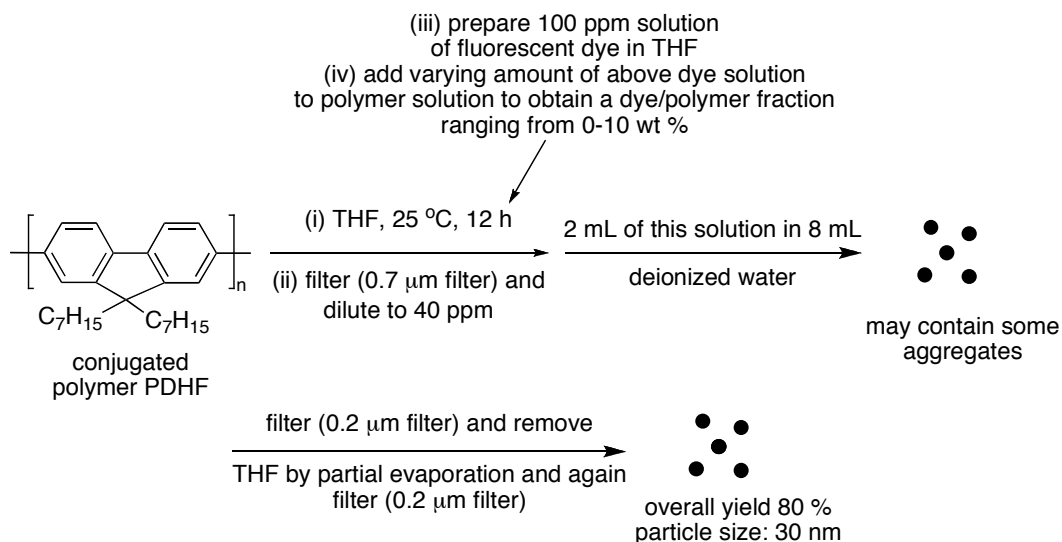 (iii) prepare 100 ppm solution
of fluorescent dye in THF
(iv) add varying amount of above dye solution
to polymer solution to obtain a dye/polymer fraction
ranging from 0-10 wt %
(i) THF, 25 °C, 12 h
(ii) filter (0.7 μm filter) and
dilute to 40 ppm
2 mL of this solution in 8 mL
deionized water
n
C7H15
C7H15
conjugated
polymer PDHF
may contain some
aggregates
filter (0.2 μm filter) and remove
THF by partial evaporation and again
filter (0.2 μm filter)
overall yield 80 %
particle size: 30 nm